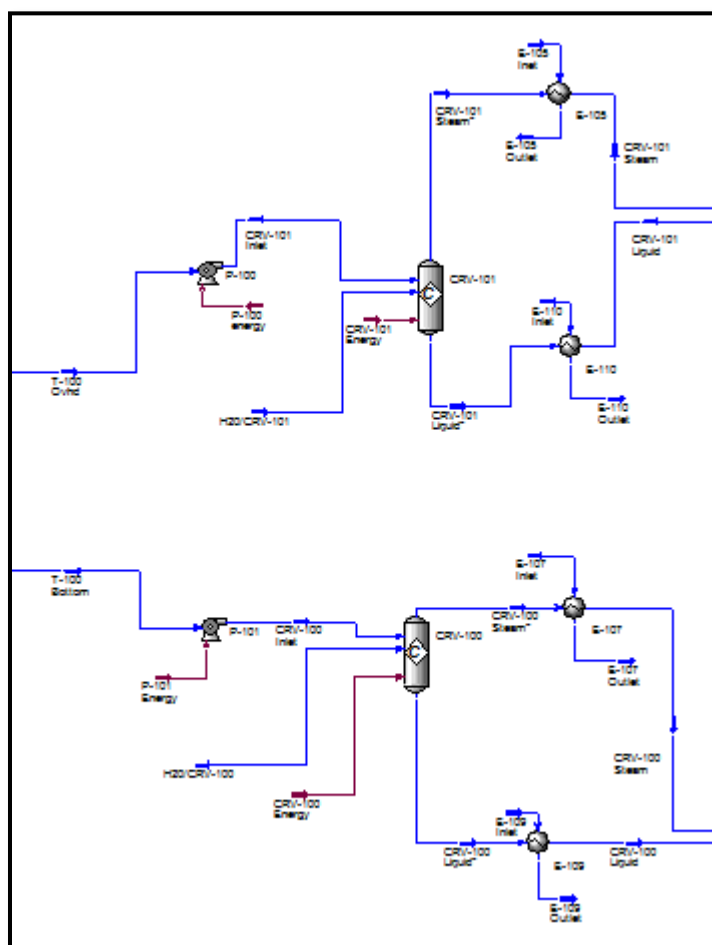 E-105
Inlet
CRV-101
Steam"
E-105
E-105
Outlet
CRV-101
Steam
CRV-101
Inlet
CRV-101
Liquid
P-100
CRV-101
P-100
energy
CRV-101
Energy
E-110
Inlet
E-110
T-100
Ovhd
H20/CRV-101
CRV-101
Liquid"
E-110
Outlet
C
E-107
Inlet
T-100
Bottom
CRV-100
Steam"
E-107
P-101
CRV-100
Inlet
CRV-100
C
P-101
Energy
E-107
Outlet
H20/CRV-100
CRV-100
Steam
CRV-100
Energy
E-109
Inlet
CRV-100
Liquid"
E-109
CRV-100
Liquid
E-109
Outlet